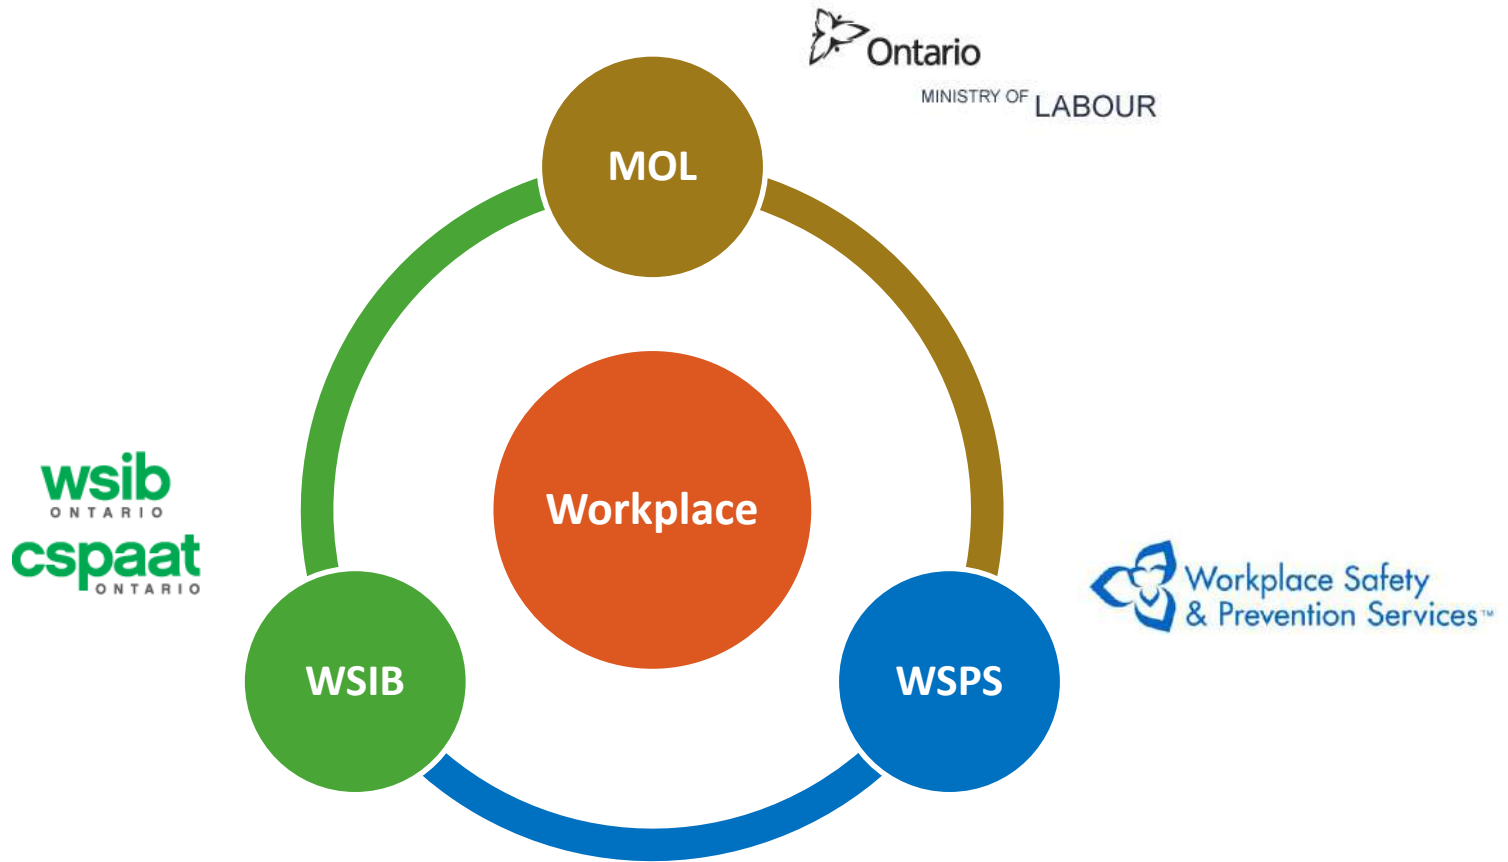 Ontario
MINISTRY OF LABOUR
MOL
wsib
ONTARIO
cspaat
ONTARIO
Workplace
Workplace Safety
& Prevention Services™
WSIB
WSPS